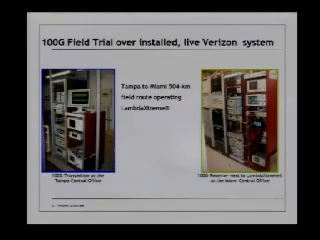 100G Field Trial over installed, live Verizon system
Tampa to Miami 504-km
field route operating
LambdaXtreme®
100G Transmitter at the
Tampa Central Office
100G Receiver next to LambdaXtreme®
at the Miami Central Office